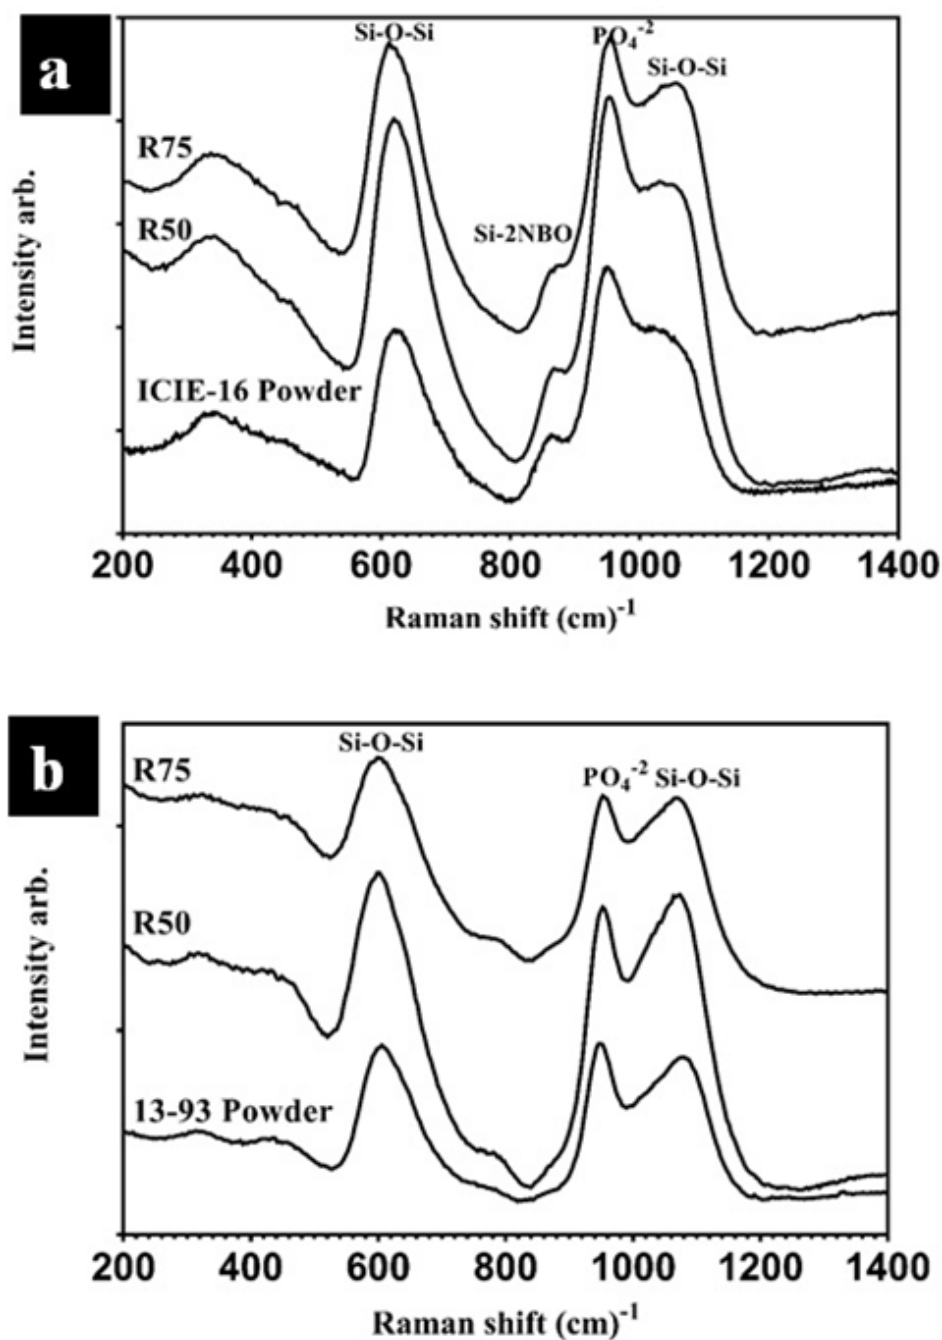 a
Si-O-Si
PO₄⁻²
Si-O-Si
R75
R50
Si-2NBO
ICIE-16 Powder
Intensity arb.
200 400 600 800 1000 1200 1400
Raman shift (cm)⁻¹
b
Si-O-Si
PO₄⁻² Si-O-Si
R75
R50
13-93 Powder
Intensity arb.
200 400 600 800 1000 1200 1400
Raman shift (cm)⁻¹